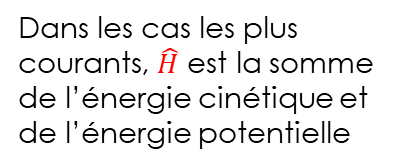 Dans les cas les plus
courants, Ĥ est la somme
de l’énergie cinétique et
de l’énergie potentielle